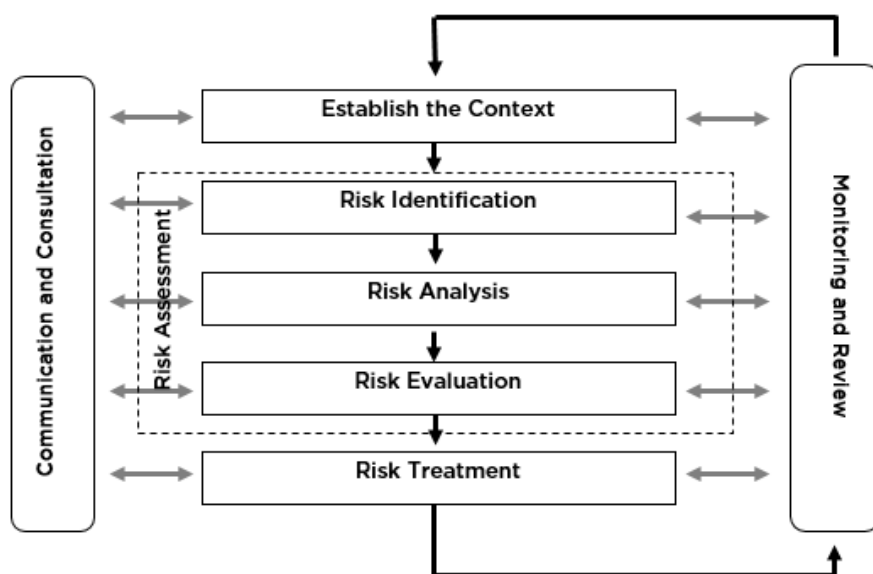 Establish the Context
Communication and Consultation
Risk Assessment
Risk Identification
Risk Analysis
Risk Evaluation
Risk Treatment
Monitoring and Review